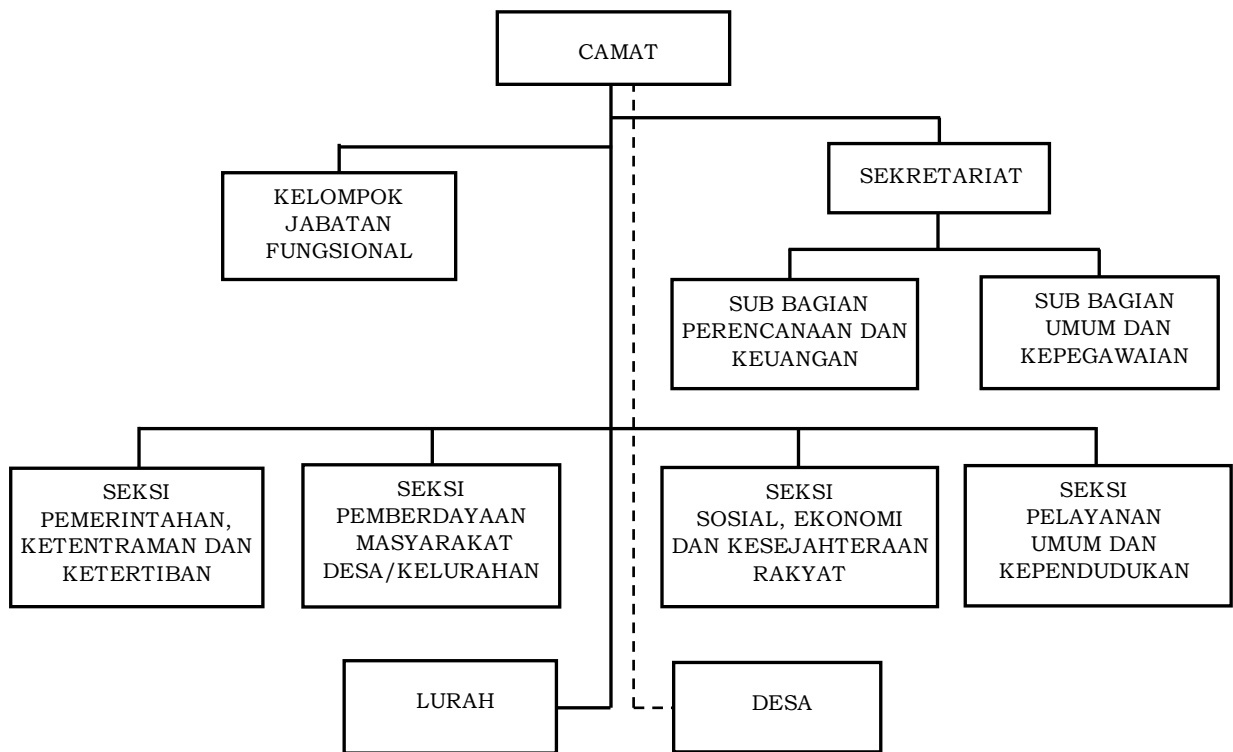 CAMAT
SEKRETARIAT
KELOMPOK
JABATAN
FUNGSIONAL
SUB BAGIAN
PERENCANAAN DAN
KEUANGAN
SUB BAGIAN
UMUM DAN
KEPEGAWAIAN
SEKSI
PEMERINTAHAN,
KETENTRAMAN DAN
KETERTIBAN
SEKSI
PEMBERDAYAAN
MASYARAKAT
DESA/KELURAHAN
SEKSI
SOSIAL, EKONOMI
DAN KESEJAHTERAAN
RAKYAT
SEKSI
PELAYANAN
UMUM DAN
KEPENDUDUKAN
LURAH
DESA